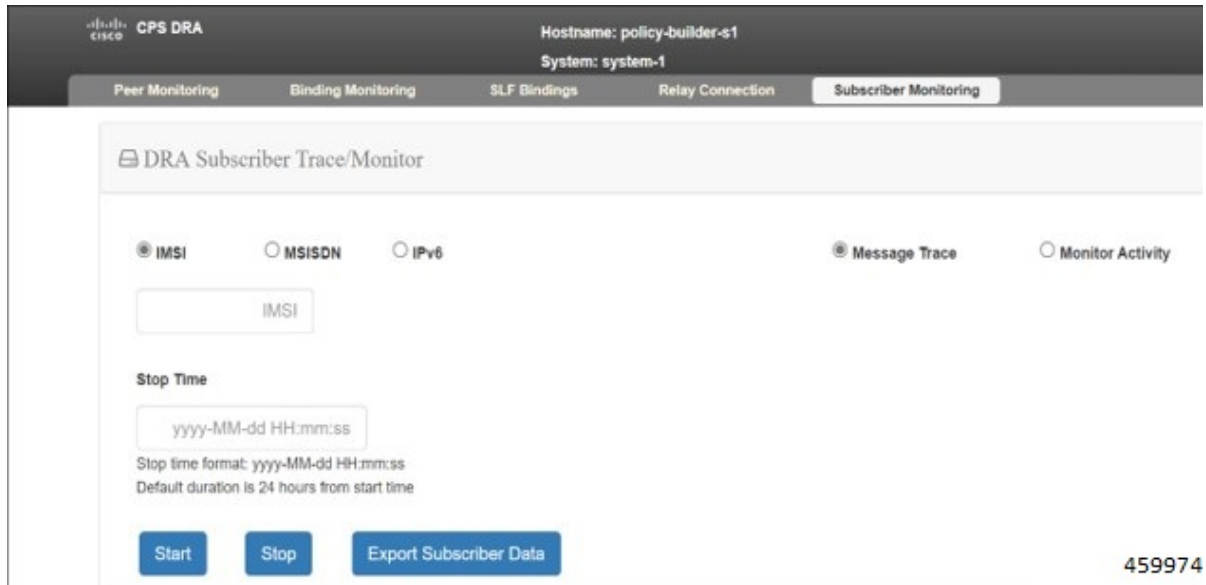 cisco CPS DRA
Hostname: policy-builder-s1
System: system-1
Peer Monitoring Binding Monitoring SLF Bindings Relay Connection Subscriber Monitoring
DRA Subscriber Trace/Monitor
IMSI MSISDN IPv6 Message Trace Monitor Activity
IMSI
Stop Time
yyyy-MM-dd HH:mm:ss
Stop time format: yyyy-MM-dd HH:mm:ss
Default duration is 24 hours from start time
Start Stop Export Subscriber Data
459974